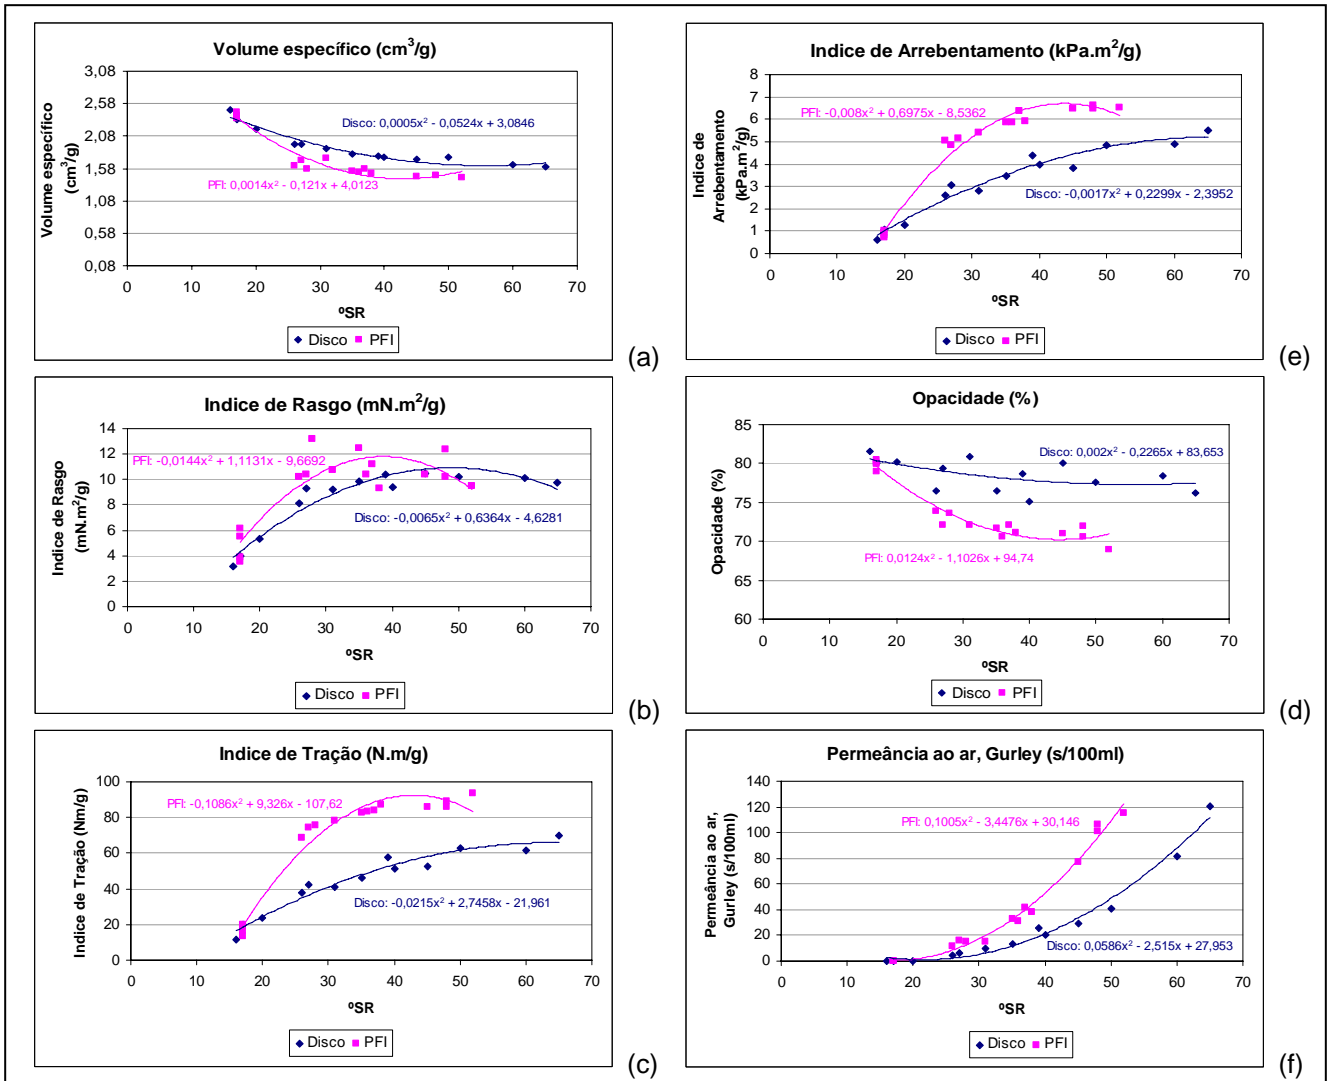 Volume específico (cm³/g)
Volume específico
(cm³/g)
3,08
2,58
2,08
1,58
1,08
0,58
0,08
Disco: 0,0005x² - 0,0524x + 3,0846
PFI: 0,0014x² - 0,121x + 4,0123
0 10 20 30 40 50 60 70
ºSR
Disco PFI
(a)
Indice de Arrebentamento (kPa.m²/g)
Indice de
Arrebentamento
(kPa.m²/g)
8
7
6
5
4
3
2
1
0
PFI: -0,008x² + 0,6975x - 8,5362
Disco: -0,0017x² + 0,2299x - 2,3952
0 10 20 30 40 50 60 70
ºSR
Disco PFI
(e)
Indice de Rasgo (mN.m²/g)
Indice de Rasgo
(mN.m²/g)
14
12
10
8
6
4
2
0
PFI: -0,0144x² + 1,1131x - 9,6692
Disco: -0,0065x² + 0,6364x - 4,6281
0 10 20 30 40 50 60 70
ºSR
Disco PFI
(b)
Opacidade (%)
Opacidade (%)
85
80
75
70
65
60
Disco: 0,002x² - 0,2265x + 83,653
PFI: 0,0124x² - 1,1026x + 94,74
0 10 20 30 40 50 60 70
ºSR
Disco PFI
(d)
Indice de Tração (N.m/g)
Indice de Tração (Nm/g)
100
80
60
40
20
0
PFI: -0,1086x² + 9,326x - 107,62
Disco: -0,0215x² + 2,7458x - 21,961
0 10 20 30 40 50 60 70
ºSR
Disco PFI
(c)
Permeância ao ar, Gurley (s/100ml)
Permeância ao ar,
Gurley (s/100ml)
140
120
100
80
60
40
20
0
PFI: 0,1005x² - 3,4476x + 30,146
Disco: 0,0586x² - 2,515x + 27,953
0 10 20 30 40 50 60 70
ºSR
Disco PFI
(f)